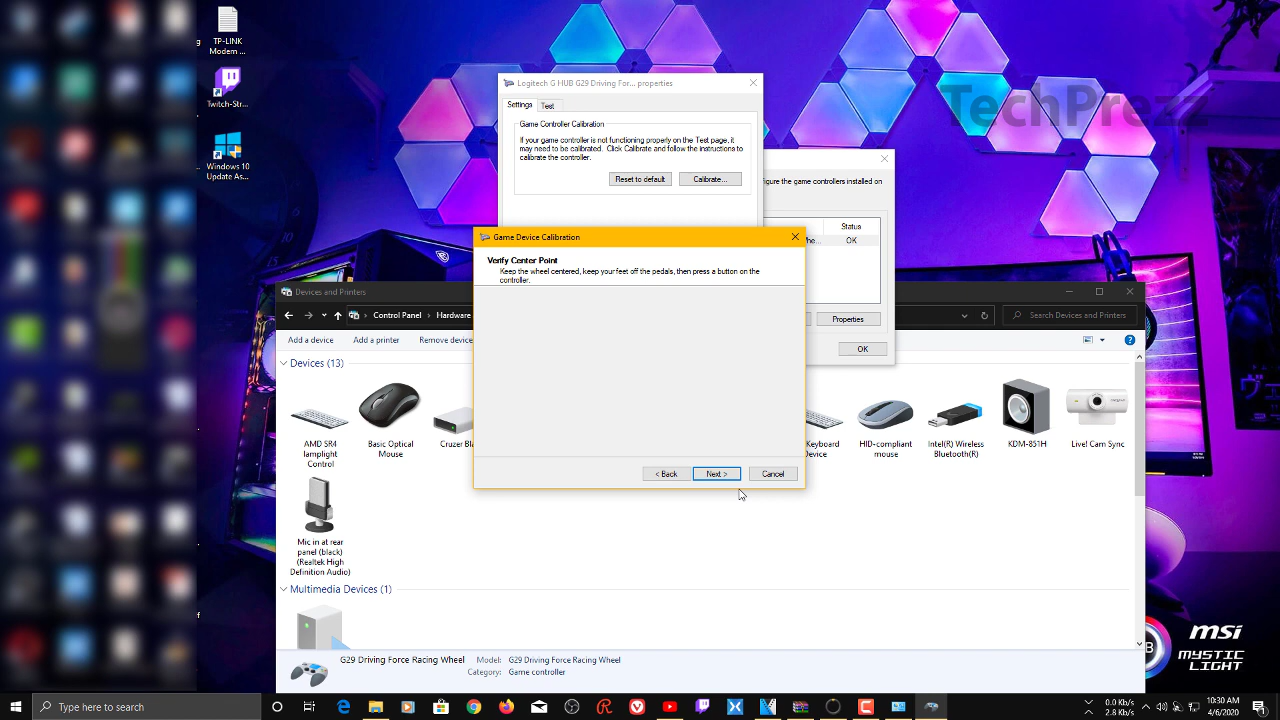 TP-LINK
Modem ...
Twitch-Str...
Windows 10
Update As...
TechPrezz
Logitech G HUB G29 Driving For... properties
Settings
Test
Game Controller Calibration
If your game controller is not functioning properly on the Test page, it
may need to be calibrated. Click Calibrate and follow the instructions to
calibrate the controller.
Reset to default
Calibrate...
figure the game controllers installed on
Status
OK
Properties
OK
Game Device Calibration
Verify Center Point
Keep the wheel centered, keep your feet off the pedals, then press a button on the
controller.
< Back
Next >
Cancel
Devices and Printers
Control Panel
Hardware
Search Devices and Printers
Add a device
Add a printer
Remove device
Devices (13)
AMD SR4
lamplight
Control
Basic Optical
Mouse
Cruzer Bla
Keyboard
Device
HID-compliant
mouse
Intel(R) Wireless
Bluetooth(R)
KDM-851H
Live! Cam Sync
Mic in at rear
panel (black)
(Realtek High
Definition Audio)
Multimedia Devices (1)
G29 Driving Force Racing Wheel
Model:
G29 Driving Force Racing Wheel
Category:
Game controller
msi
MYSTIC
LIGHT
Type here to search
0.0 Kb/s
2.8 Kb/s
10:30 AM
4/6/2020